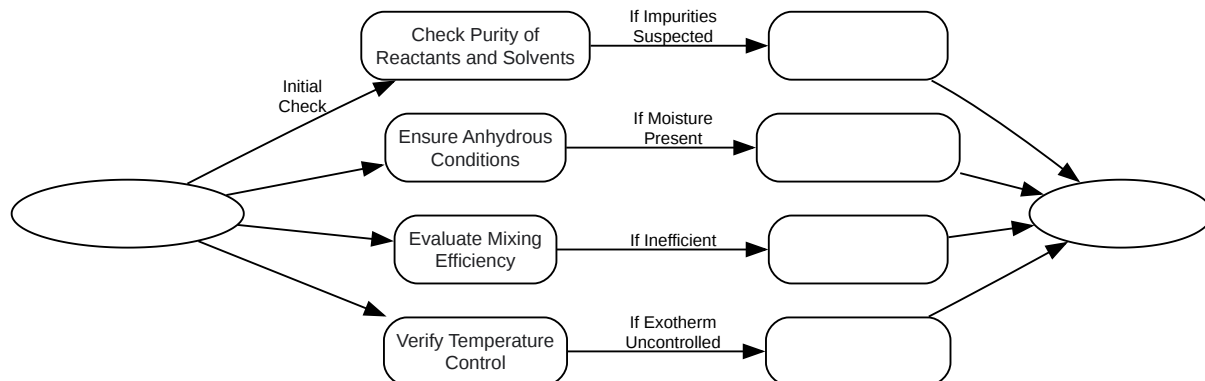 Check Purity of
Reactants and Solvents
If Impurities
Suspected
Initial
Check
Ensure Anhydrous
Conditions
If Moisture
Present
Evaluate Mixing
Efficiency
If Inefficient
Verify Temperature
Control
If Exotherm
Uncontrolled